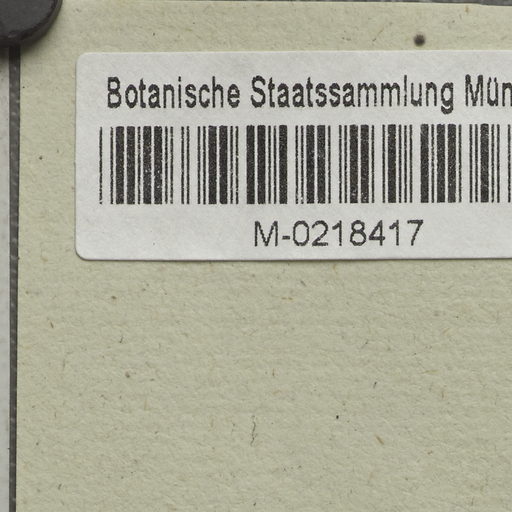 Botanische Staatssammlung Mün
M-0218417